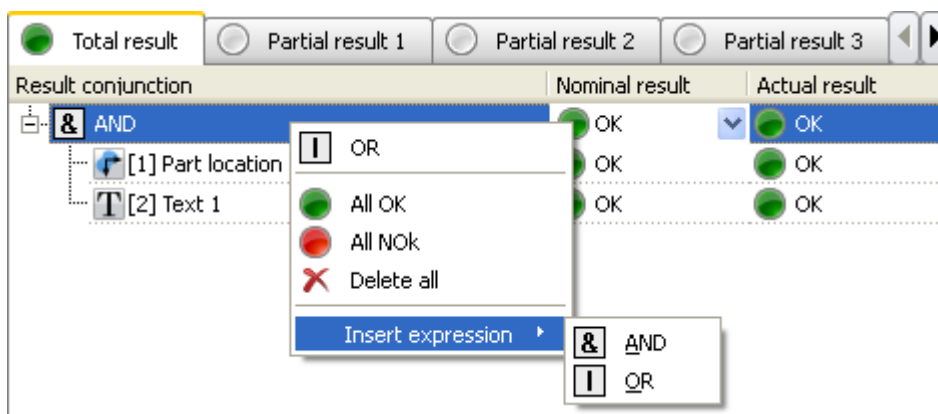 Total result Partial result 1 Partial result 2 Partial result 3
Result conjunction Nominal result Actual result
& AND OK OK
I OR
[1] Part location OK OK
All OK
T [2] Text 1 OK OK
All NOk
Delete all
Insert expression
& AND
I OR